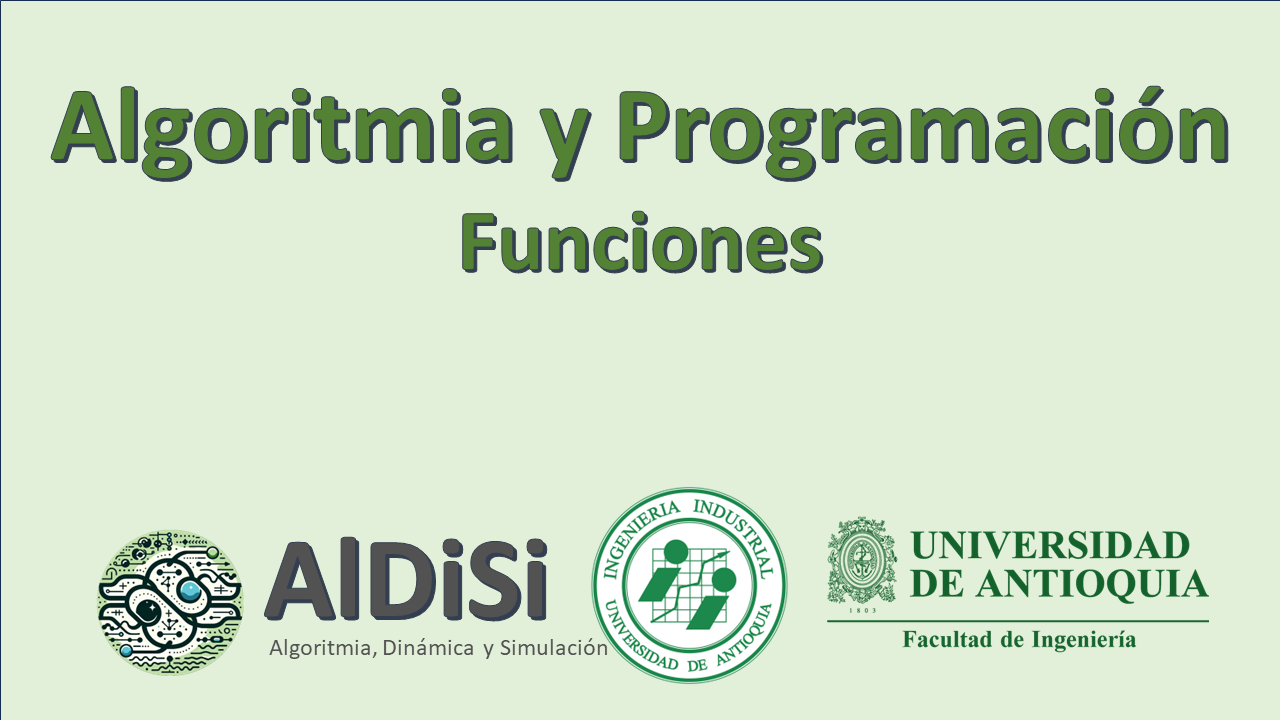 Algoritmia y Programación
Funciones
AlDiSi
Algoritmia, Dinámica y Simulación
INGENIERIA INDUSTRIAL
UNIVERSIDAD DE ANTIOQUIA
UNIVERSIDAD
DE ANTIOQUIA
1803
Facultad de Ingeniería